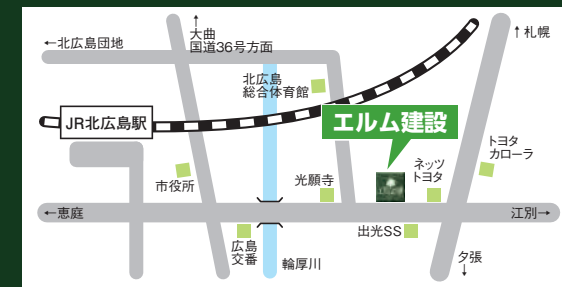 ←北広島団地
↑
大曲
国道36号方面
↑札幌
北広島
総合体育館
JR北広島駅
エルム建設
トヨタ
カローラ
市役所
光願寺
ネッツ
トヨタ
←恵庭
江別→
広島
交番
輪厚川
出光SS
夕張
↓